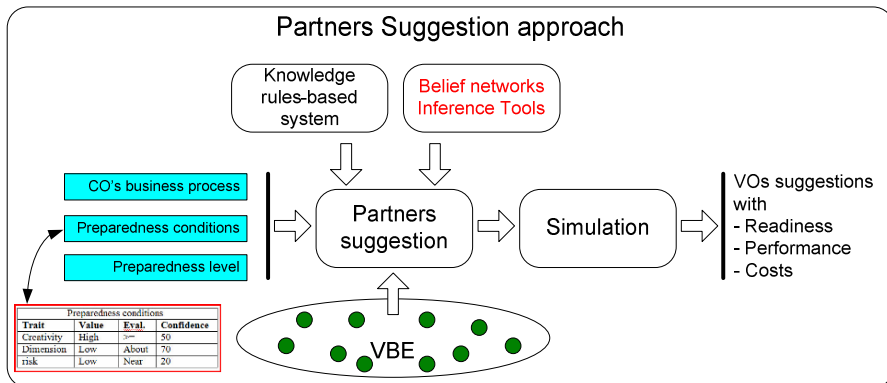 Partners Suggestion approach
Knowledge
rules-based
system
Belief networks
Inference Tools
CO's business process
Preparedness conditions
Preparedness level
Partners
suggestion
Simulation
VOs suggestions
with
- Readiness
- Performance
- Costs
Preparedness conditions
Trait Value Eval. Confidence
Creativity High >= 50
Dimension Low About 70
risk Low Near 20
VBE